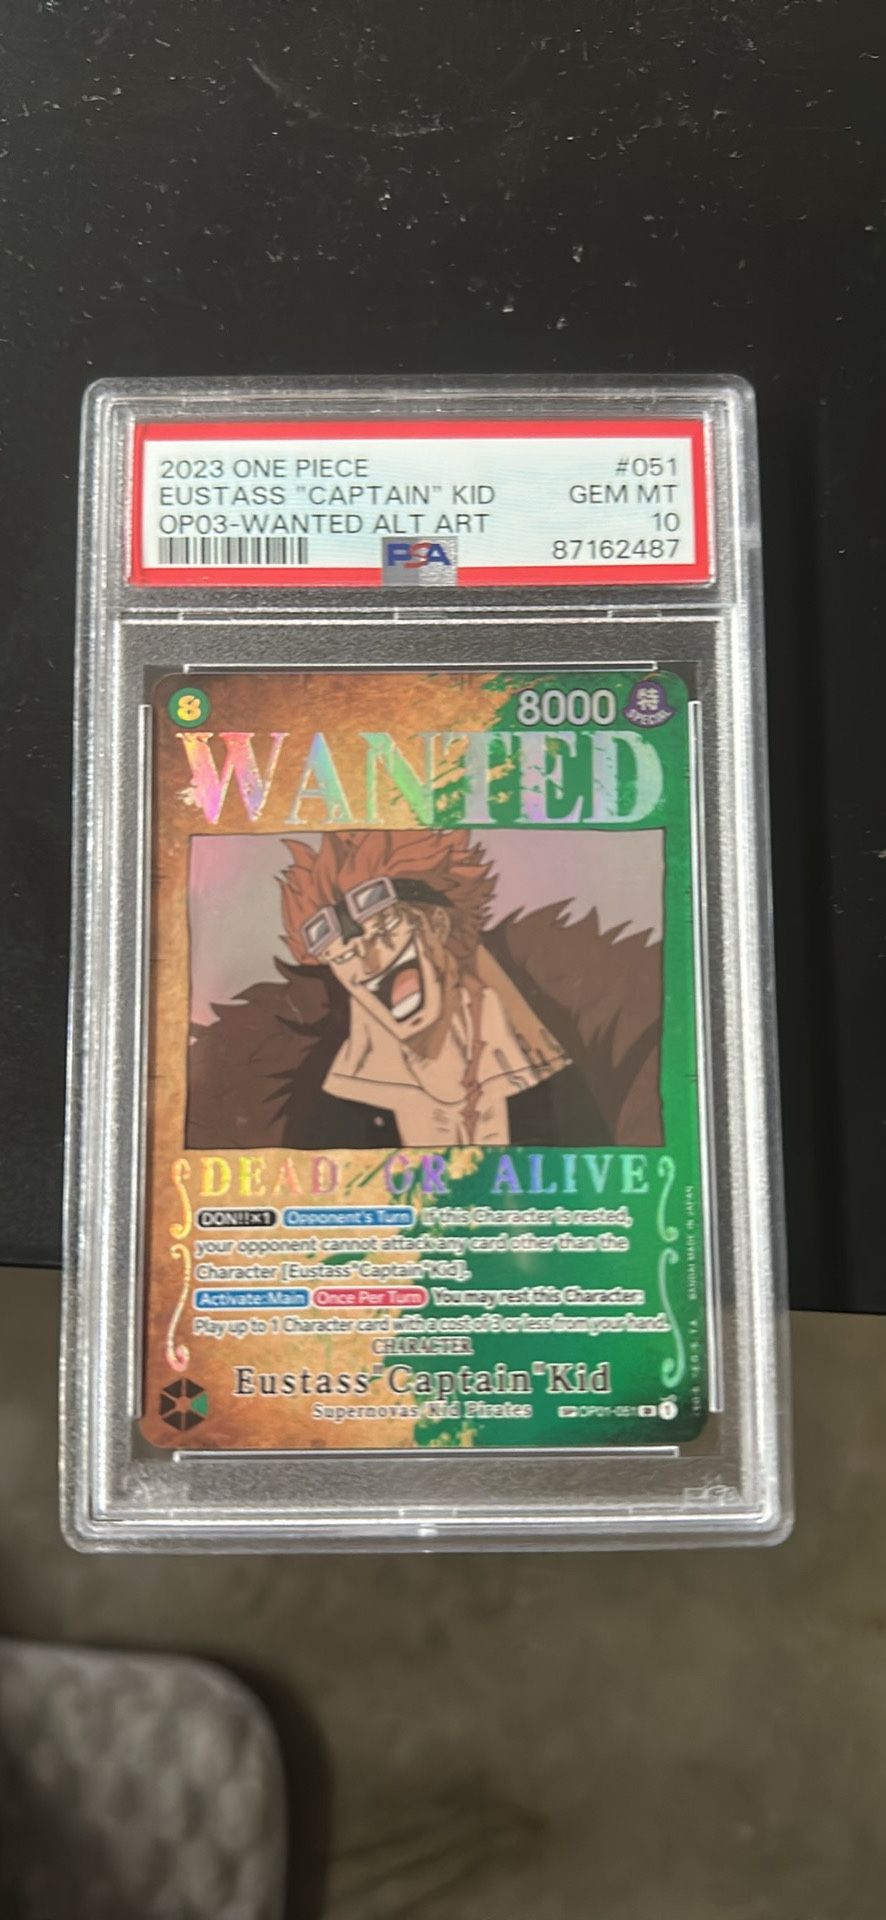 2023 ONE PIECE #051
EUSTASS "CAPTAIN" KID GEM MT
OP03-WANTED ALT ART 10
PSA 87162487
8 8000 特
SPECIAL
WANTED
DEAD OR ALIVE
DON!!×1 Opponent's Turn If this Character is rested,
your opponent cannot attack any card other than the
Character [Eustass"Captain"Kid].
Activate:Main Once Per Turn You may rest this Character:
Play up to 1 Character card with a cost of 3 or less from your hand.
CHARACTER
Eustass"Captain"Kid
Supernovas/Kid Pirates SP OP01-051 1
BANDAI MADE IN JAPAN